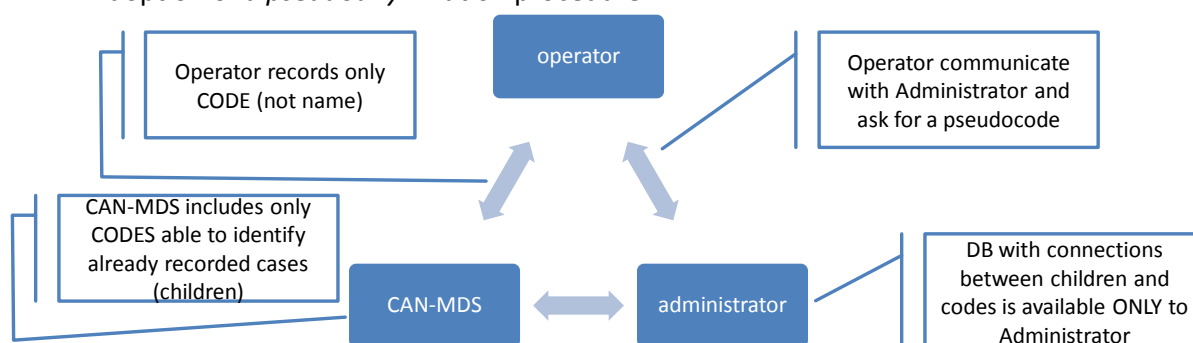 procedure
operator
Operator records only
CODE (not name)
Operator communicate
with Administrator and
ask for a pseudocode
CAN-MDS includes only
CODES able to identify
already recorded cases
(children)
CAN-MDS
administrator
DB with connections
between children and
codes is available ONLY to
Administrator